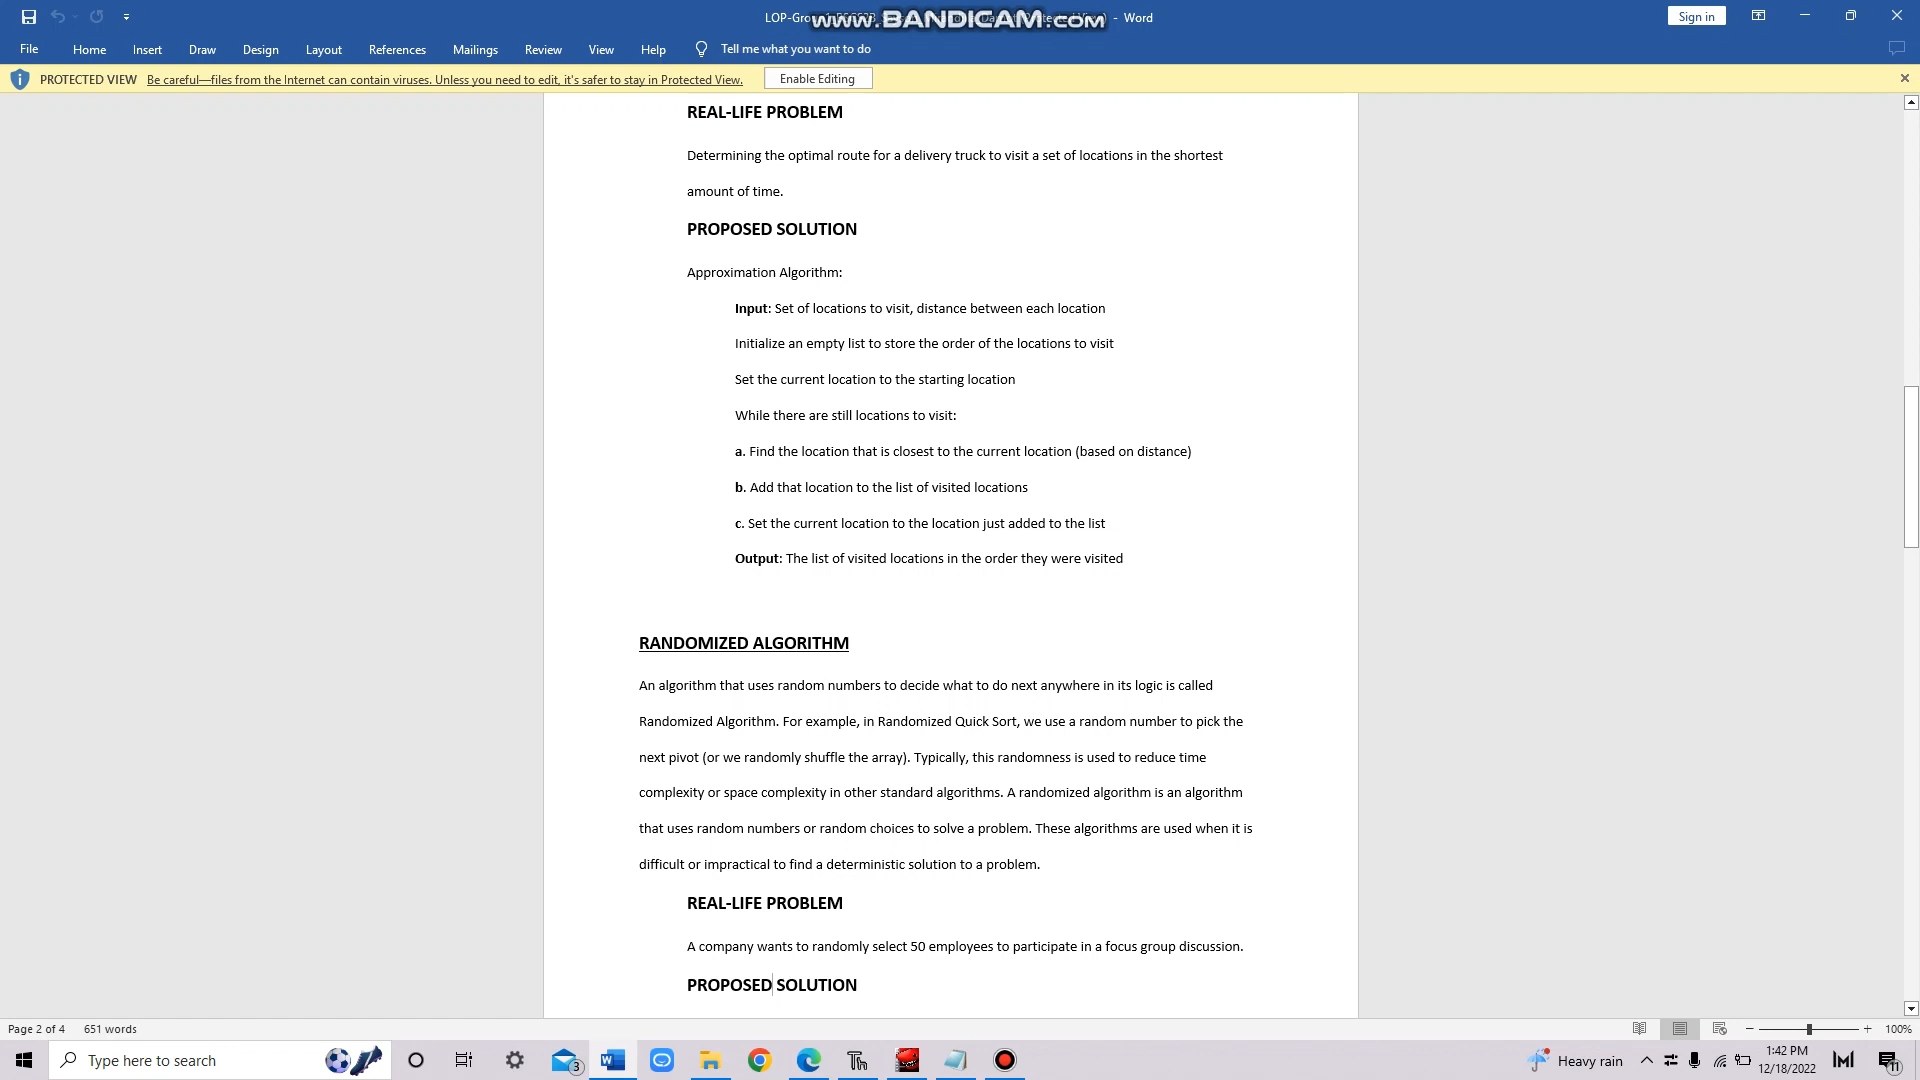 www.BANDICAM.com
LOP-Group
- Word
Sign in
File Home Insert Draw Design Layout References Mailings Review View Help Tell me what you want to do
PROTECTED VIEW Be careful—files from the Internet can contain viruses. Unless you need to edit, it's safer to stay in Protected View. Enable Editing
REAL-LIFE PROBLEM
Determining the optimal route for a delivery truck to visit a set of locations in the shortest
amount of time.
PROPOSED SOLUTION
Approximation Algorithm:
Input: Set of locations to visit, distance between each location
Initialize an empty list to store the order of the locations to visit
Set the current location to the starting location
While there are still locations to visit:
a. Find the location that is closest to the current location (based on distance)
b. Add that location to the list of visited locations
c. Set the current location to the location just added to the list
Output: The list of visited locations in the order they were visited
RANDOMIZED ALGORITHM
An algorithm that uses random numbers to decide what to do next anywhere in its logic is called
Randomized Algorithm. For example, in Randomized Quick Sort, we use a random number to pick the
next pivot (or we randomly shuffle the array). Typically, this randomness is used to reduce time
complexity or space complexity in other standard algorithms. A randomized algorithm is an algorithm
that uses random numbers or random choices to solve a problem. These algorithms are used when it is
difficult or impractical to find a deterministic solution to a problem.
REAL-LIFE PROBLEM
A company wants to randomly select 50 employees to participate in a focus group discussion.
PROPOSED SOLUTION
Page 2 of 4 651 words
100%
Type here to search
3
Heavy rain
1:42 PM
12/18/2022
11